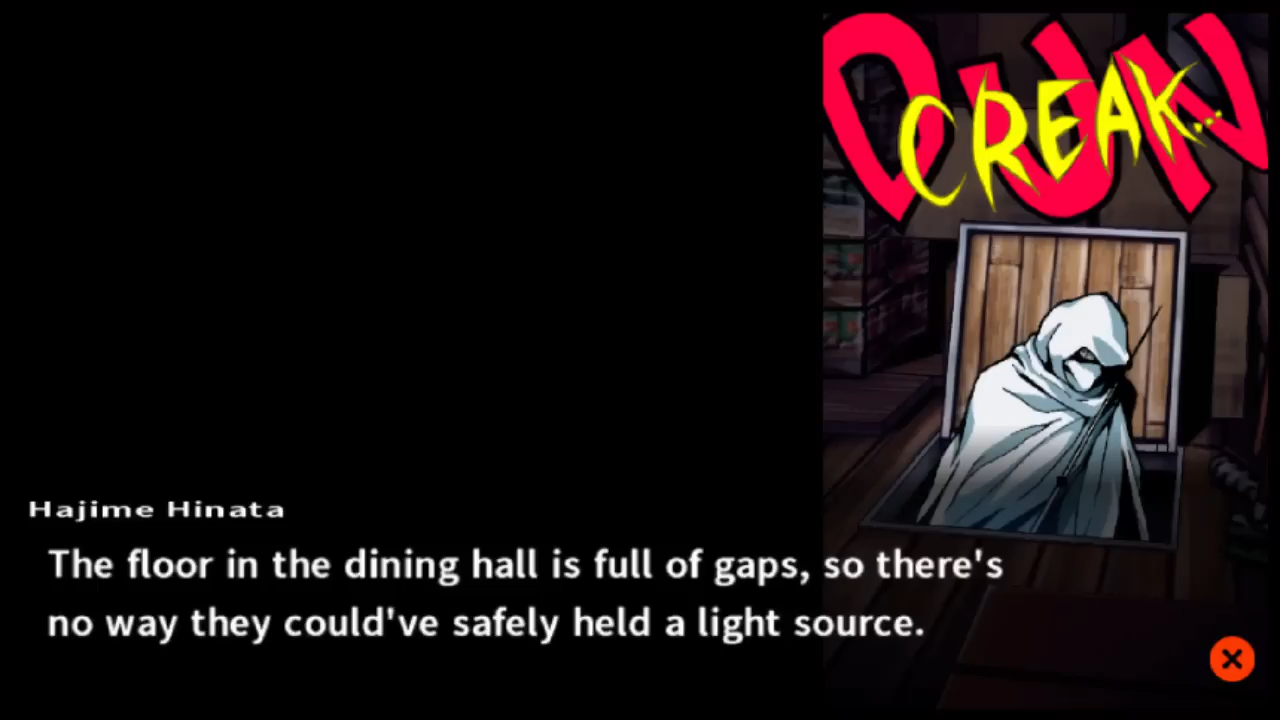 DUN
CREAK...
Hajime Hinata
The floor in the dining hall is full of gaps, so there's
no way they could've safely held a light source.